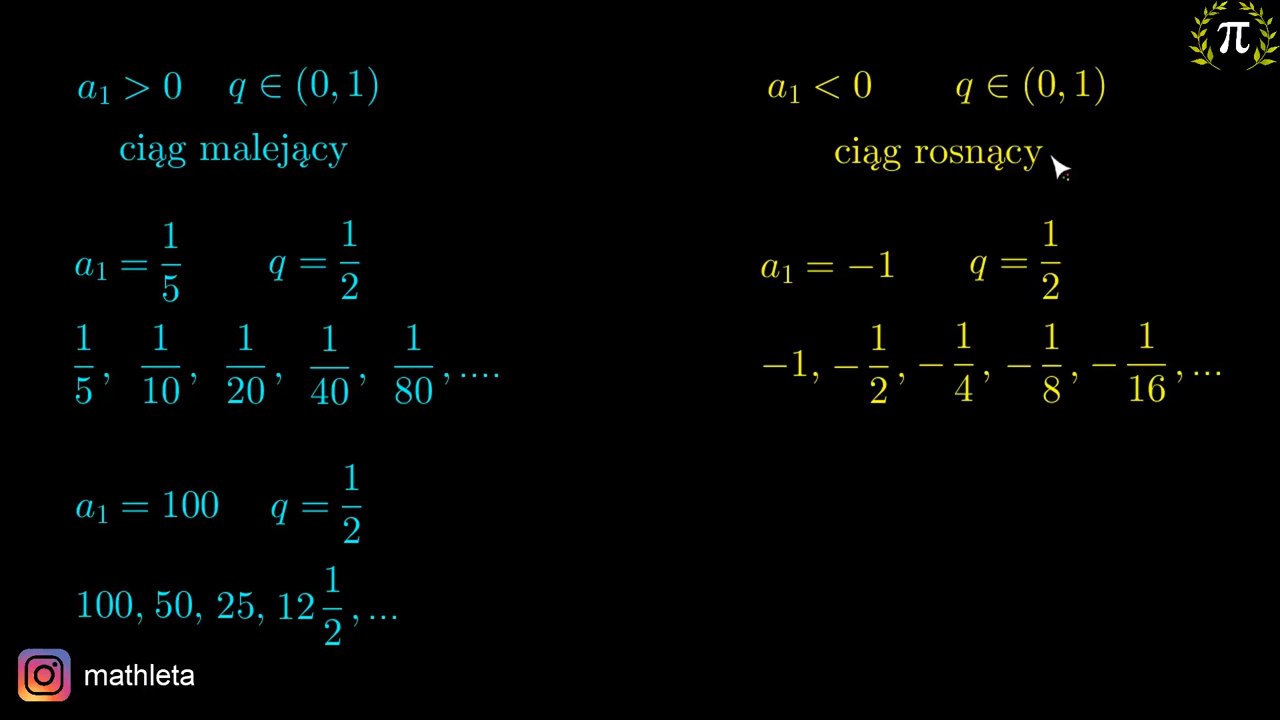 π
a₁ > 0 q ∈ (0, 1)
ciąg malejący
a₁ = 1/5 q = 1/2
1/5, 1/10, 1/20, 1/40, 1/80, ....
a₁ = 100 q = 1/2
100, 50, 25, 12 1/2, ...
a₁ < 0 q ∈ (0, 1)
ciąg rosnący
a₁ = −1 q = 1/2
−1, −1/2, −1/4, −1/8, −1/16, ...
mathleta